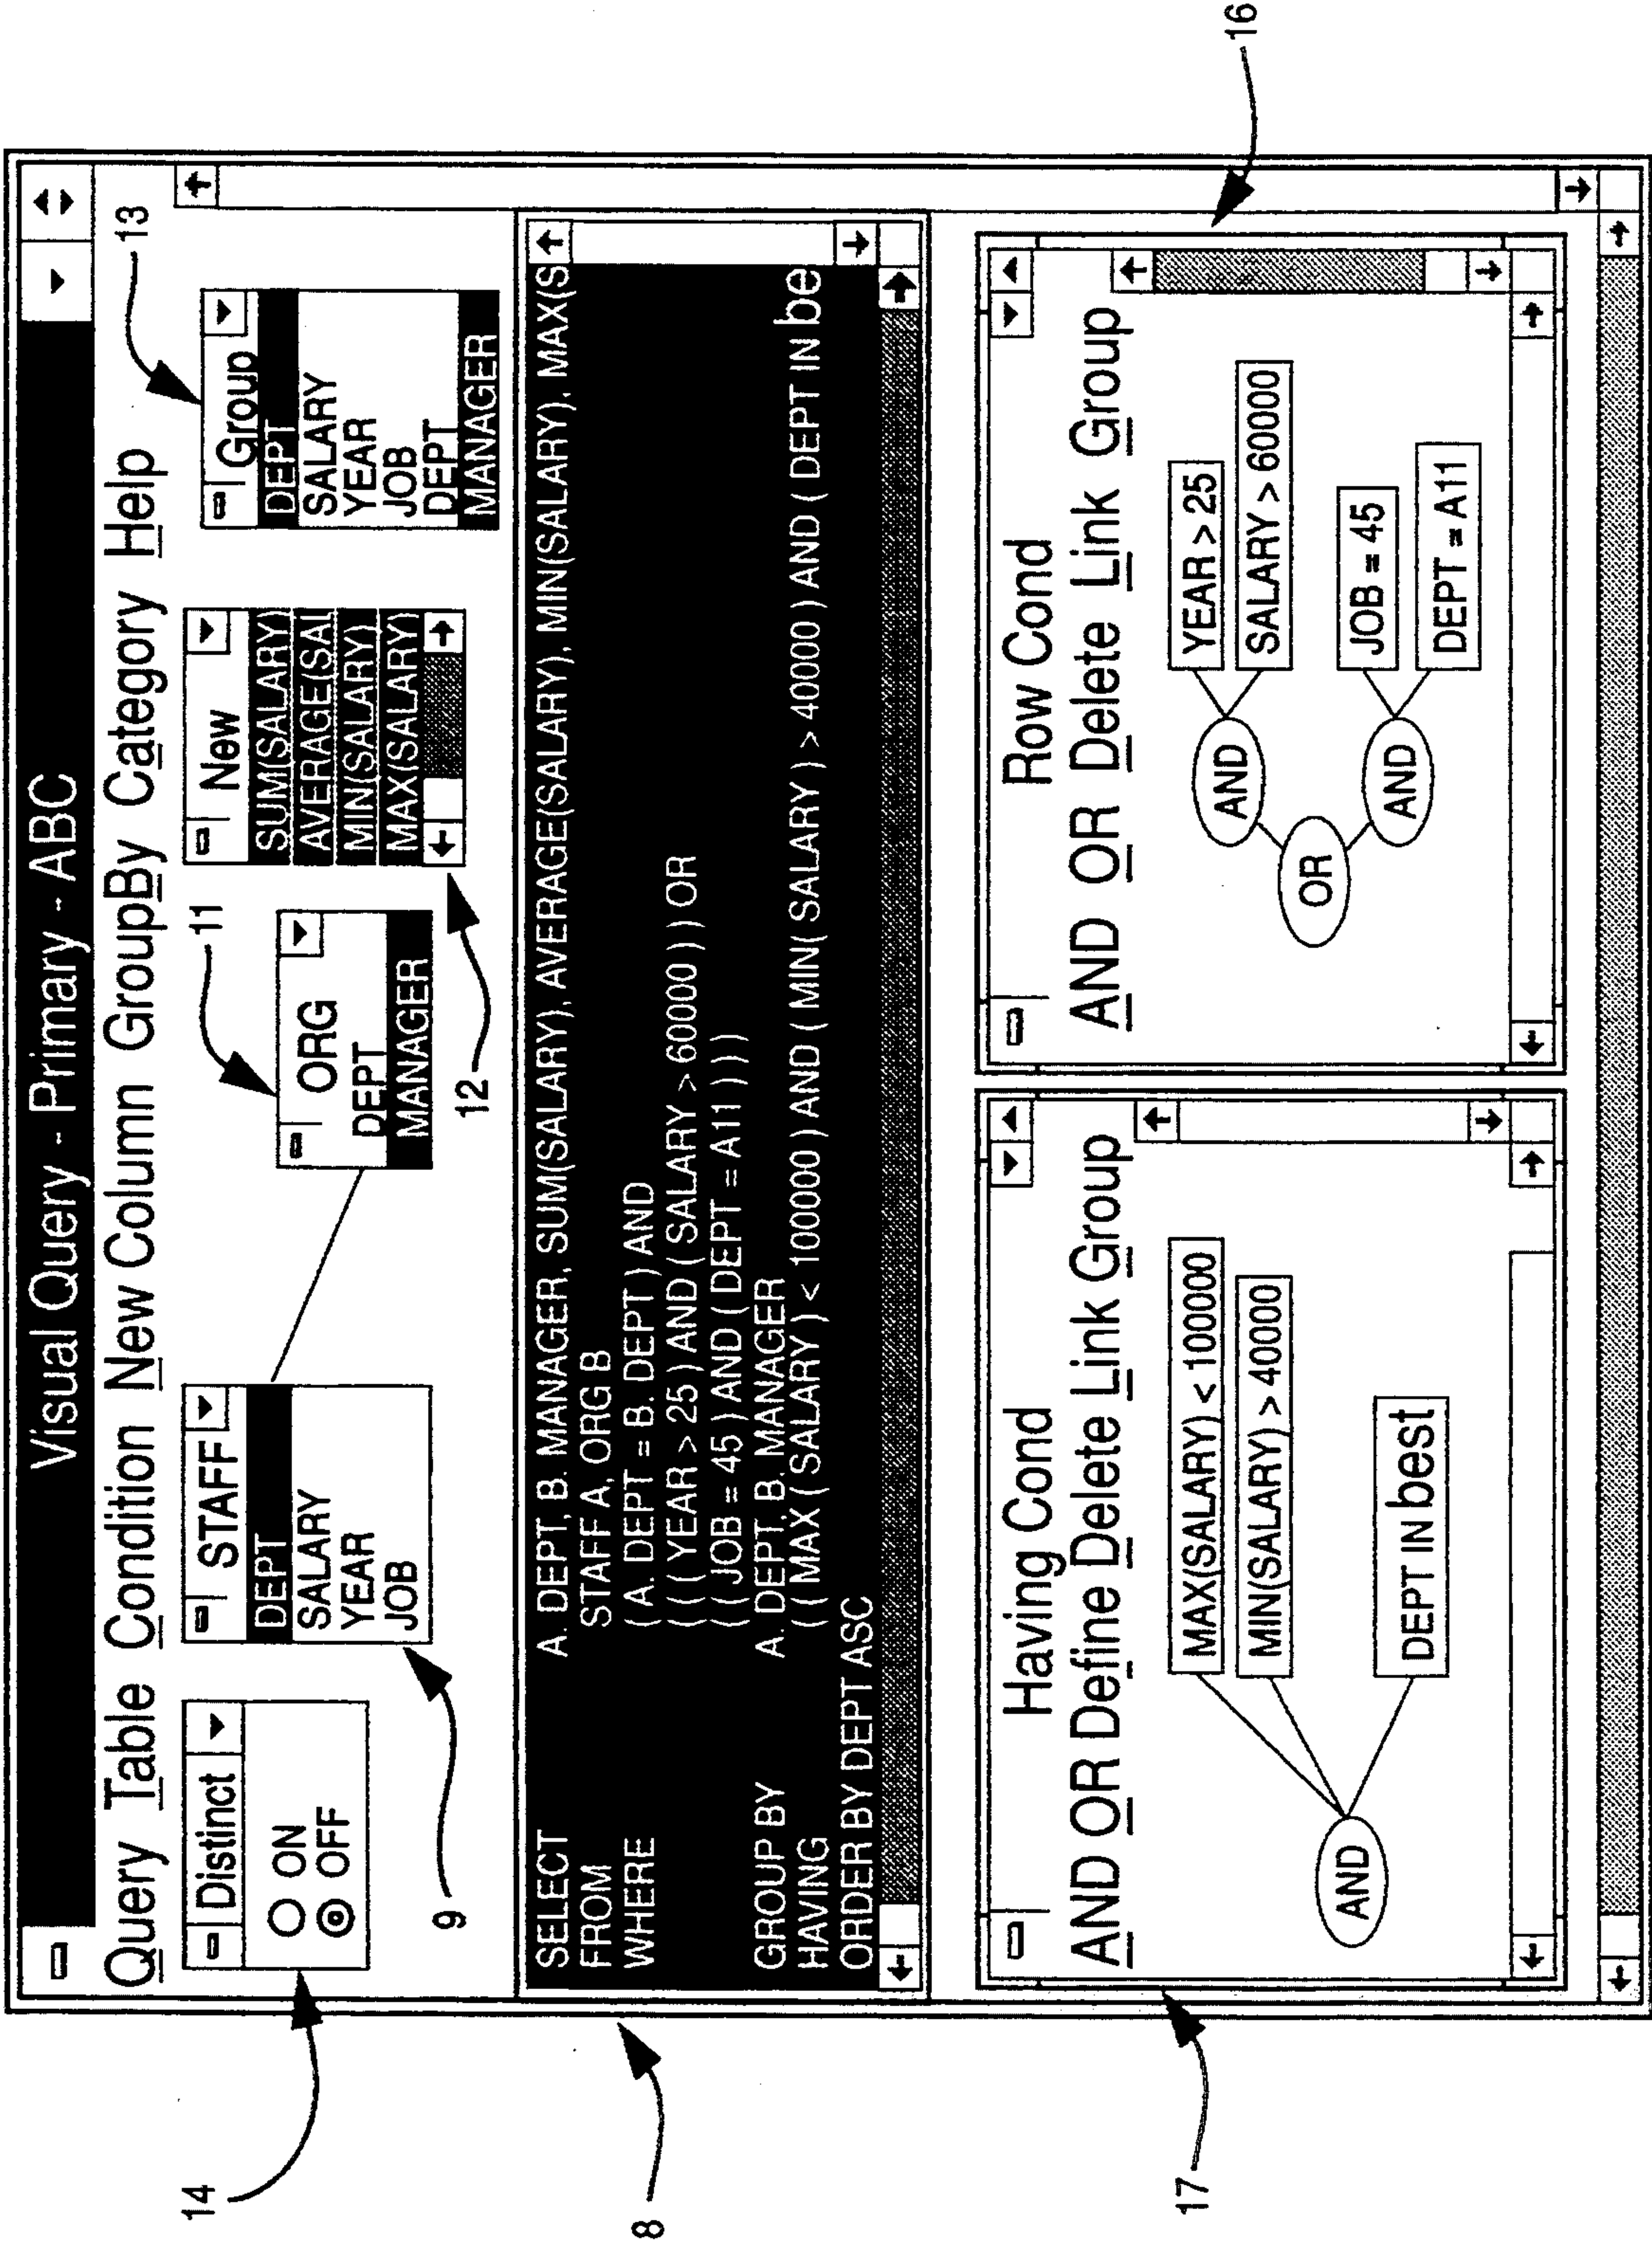 Visual Query - Primary - ABC
Query Table Condition New Column GroupBy Category Help
14
Distinct
ON
OFF
9
STAFF
DEPT
SALARY
YEAR
JOB
11
ORG
DEPT
MANAGER
12
New
SUM(SALARY)
AVERAGE(SAL
MIN(SALARY)
MAX(SALARY)
13
Group
DEPT
SALARY
YEAR
JOB
DEPT
MANAGER
8
SELECT A. DEPT, B. MANAGER, SUM(SALARY), AVERAGE(SALARY), MIN(SALARY), MAX(S
FROM STAFF A, ORG B
WHERE ( A. DEPT = B. DEPT ) AND
( ( ( YEAR > 25 ) AND ( SALARY > 60000 ) ) OR
( ( JOB = 45 ) AND ( DEPT = A11 ) ) )
GROUP BY A. DEPT, B. MANAGER
HAVING ( ( MAX ( SALARY ) < 100000 ) AND ( MIN( SALARY ) > 40000 ) AND ( DEPT IN be
ORDER BY DEPT ASC
17
Having Cond
AND OR Define Delete Link Group
AND
MAX(SALARY) < 100000
MIN(SALARY) > 40000
DEPT IN best
16
Row Cond
AND OR Delete Link Group
OR
AND
YEAR > 25
SALARY > 60000
AND
JOB = 45
DEPT = A11